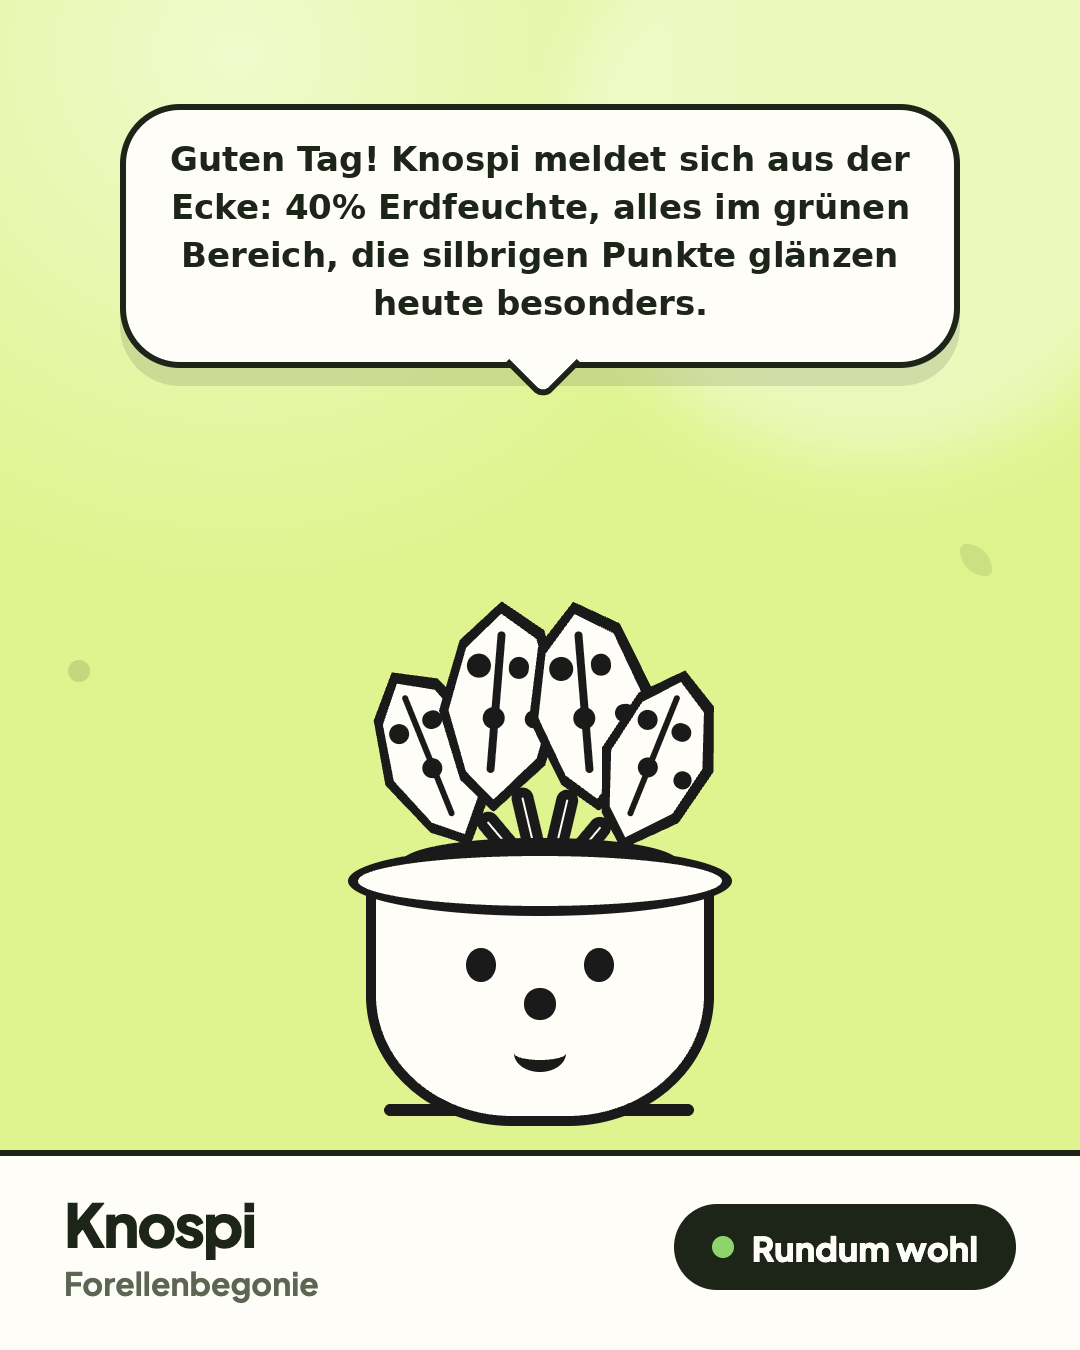 Guten Tag! Knospi meldet sich aus der
Ecke: 40% Erdfeuchte, alles im grünen
Bereich, die silbrigen Punkte glänzen
heute besonders.
Knospi
Forellenbegonie
Rundum wohl